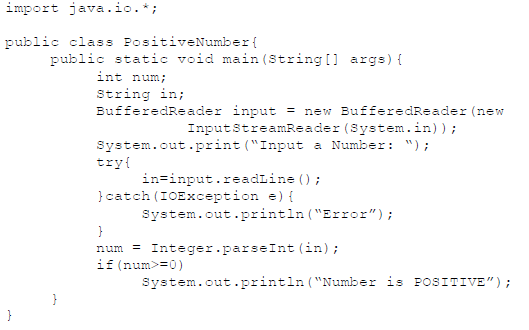 import java.io.*;
public class PositiveNumber{
public static void main(String[] args){
int num;
String in;
BufferedReader input = new BufferedReader(new
InputStreamReader(System.in));
System.out.print(“Input a Number: “);
try{
in=input.readLine();
}catch(IOException e){
System.out.println(“Error”);
}
num = Integer.parseInt(in);
if(num>=0)
System.out.println(“Number is POSITIVE”);
}
}